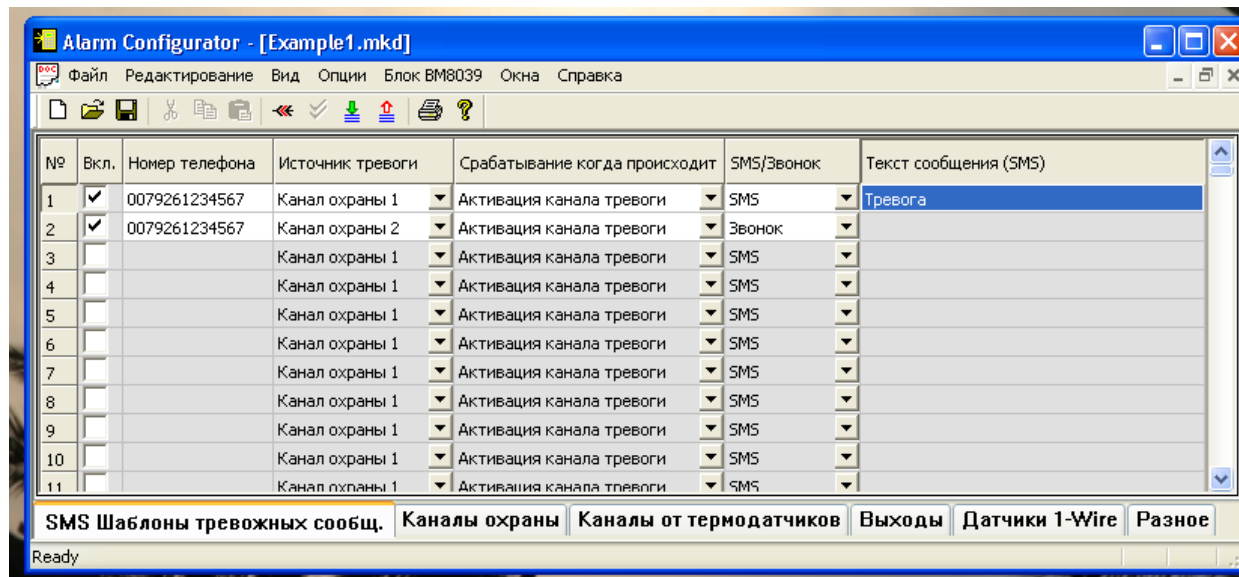 Alarm Configurator - [Example1.mkd]
Файл Редактирование Вид Опции Блок BM8039 Окна Справка
№ Вкл. Номер телефона Источник тревоги Срабатывание когда происходит SMS/Звонок Текст сообщения (SMS)
1 0079261234567 Канал охраны 1 Активация канала тревоги SMS Тревога
2 0079261234567 Канал охраны 2 Активация канала тревоги Звонок
3 Канал охраны 1 Активация канала тревоги SMS
4 Канал охраны 1 Активация канала тревоги SMS
5 Канал охраны 1 Активация канала тревоги SMS
6 Канал охраны 1 Активация канала тревоги SMS
7 Канал охраны 1 Активация канала тревоги SMS
8 Канал охраны 1 Активация канала тревоги SMS
9 Канал охраны 1 Активация канала тревоги SMS
10 Канал охраны 1 Активация канала тревоги SMS
11 Канал охраны 1 Активация канала тревоги SMS
SMS Шаблоны тревожных сообщ. Каналы охраны Каналы от термодатчиков Выходы Датчики 1-Wire Разное
Ready